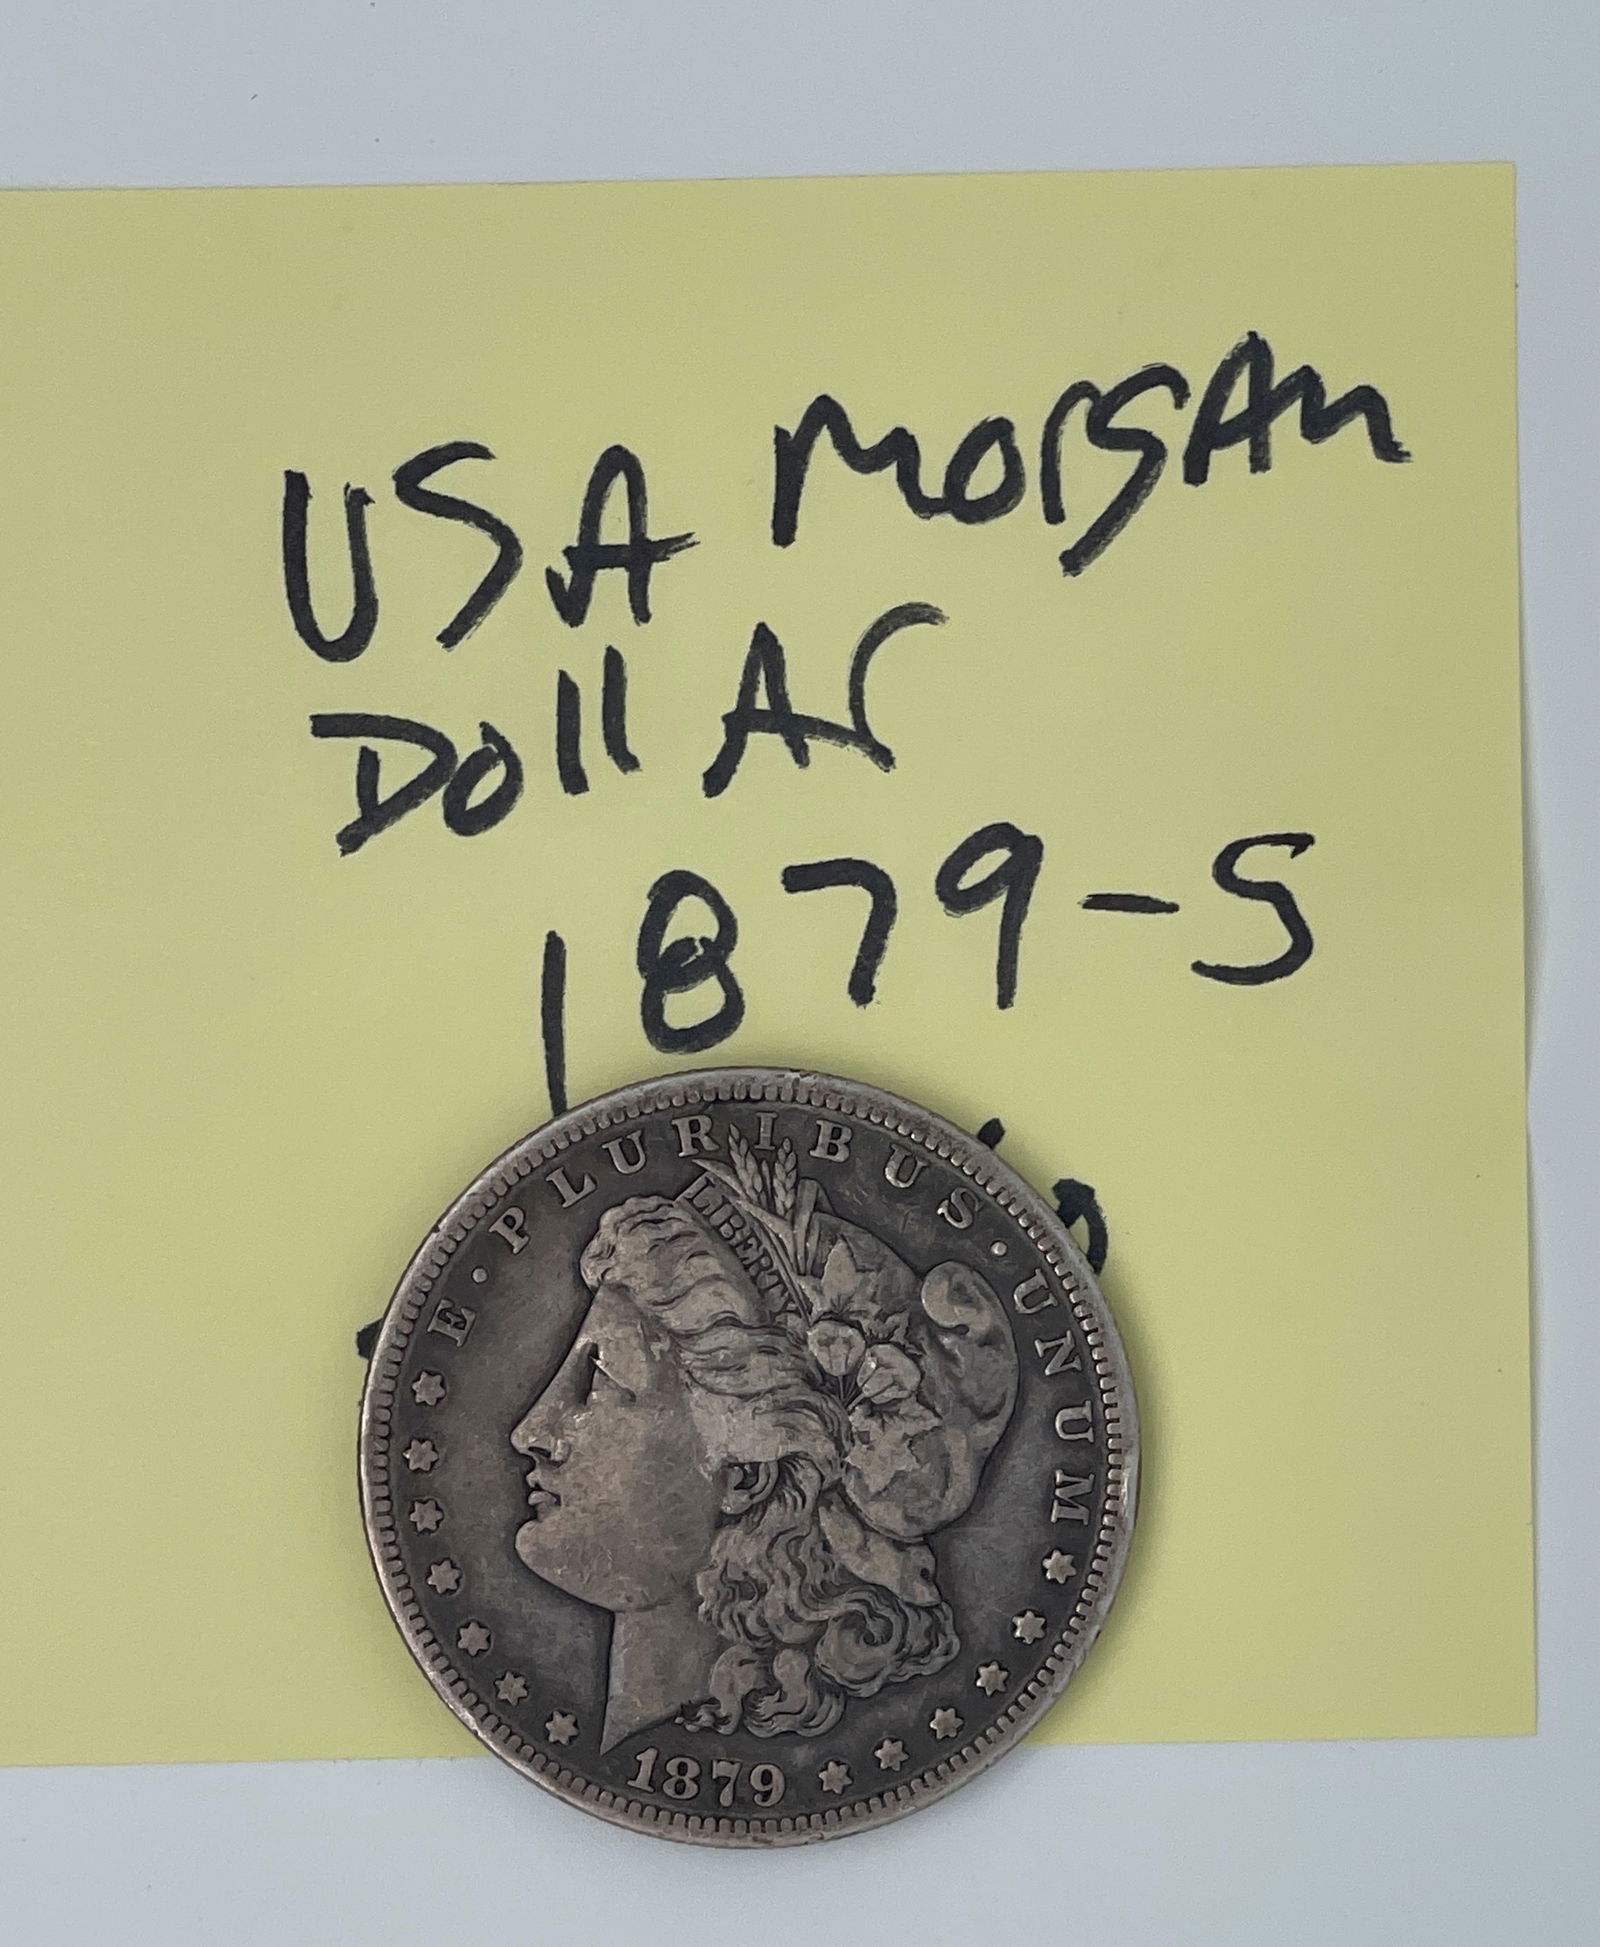 USA MorgAn
DollAr
1879-S
E·PLURIBUS·UNUM
LIBERTY
1879